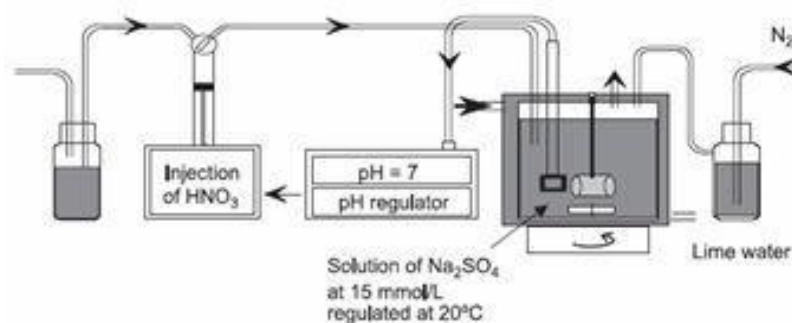 N₂
Injection
of HNO₃
pH = 7
pH regulator
Lime water
Solution of Na₂SO₄
at 15 mmol/L
regulated at 20°C